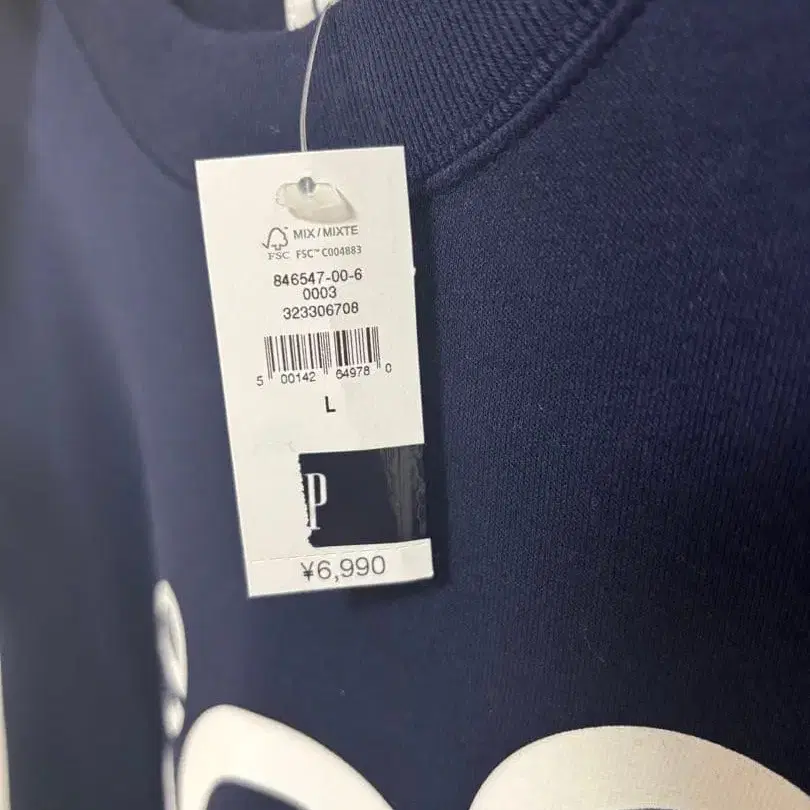 MIX/MIXTE
FSC FSC™ C004883
846547-00-6
0003
323306708
5 00142 64978 0
L
P
¥6,990